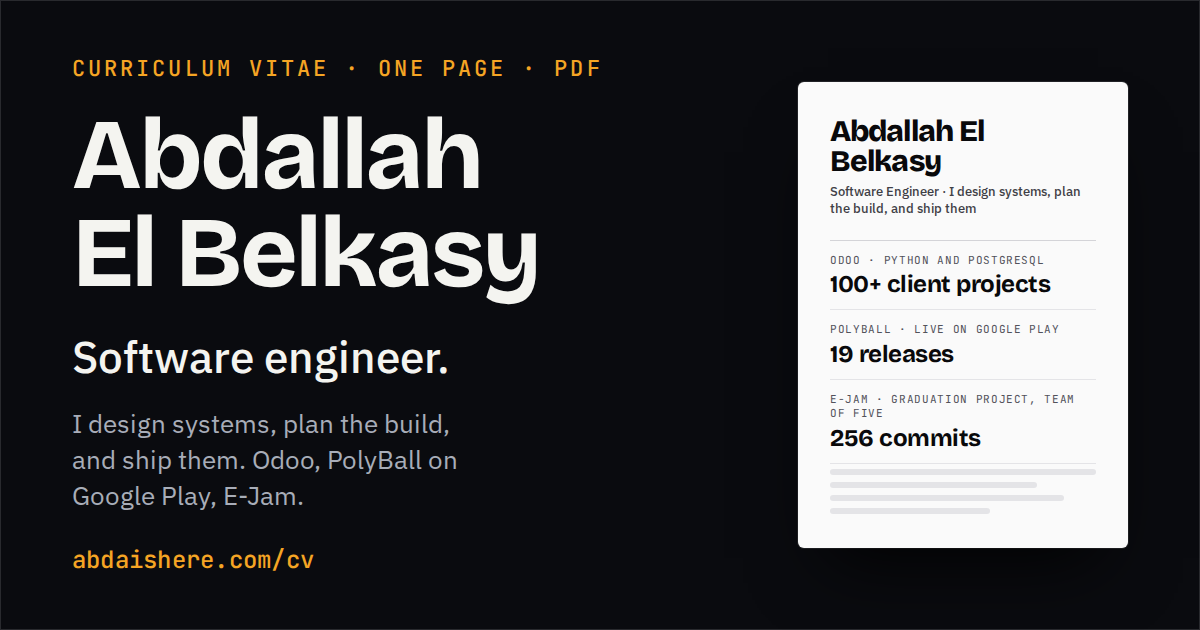 CURRICULUM VITAE · ONE PAGE · PDF
Abdallah
El Belkasy
Software engineer.
I design systems, plan the build,
and ship them. Odoo, PolyBall on
Google Play, E-Jam.
abdaishere.com/cv
Abdallah El
Belkasy
Software Engineer · I design systems, plan
the build, and ship them
ODOO · PYTHON AND POSTGRESQL
100+ client projects
POLYBALL · LIVE ON GOOGLE PLAY
19 releases
E-JAM · GRADUATION PROJECT, TEAM
OF FIVE
256 commits